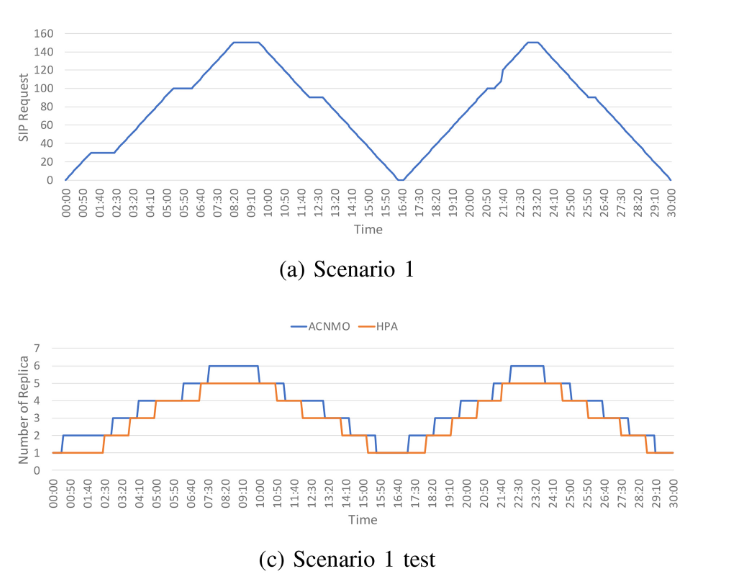 160
140
120
100
80
60
40
20
0
SIP Request
00:00 00:50 01:40 02:30 03:20 04:10 05:00 05:50 06:40 07:30 08:20 09:10 10:00 10:50 11:40 12:30 13:20 14:10 15:00 15:50 16:40 17:30 18:20 19:10 20:00 20:50 21:40 22:30 23:20 24:10 25:00 25:50 26:40 27:30 28:20 29:10 30:00
Time
(a) Scenario 1
ACNMO HPA
7
6
5
4
3
2
1
0
Number of Replica
00:00 00:50 01:40 02:30 03:20 04:10 05:00 05:50 06:40 07:30 08:20 09:10 10:00 10:50 11:40 12:30 13:20 14:10 15:00 15:50 16:40 17:30 18:20 19:10 20:00 20:50 21:40 22:30 23:20 24:10 25:00 25:50 26:40 27:30 28:20 29:10 30:00
Time
(c) Scenario 1 test